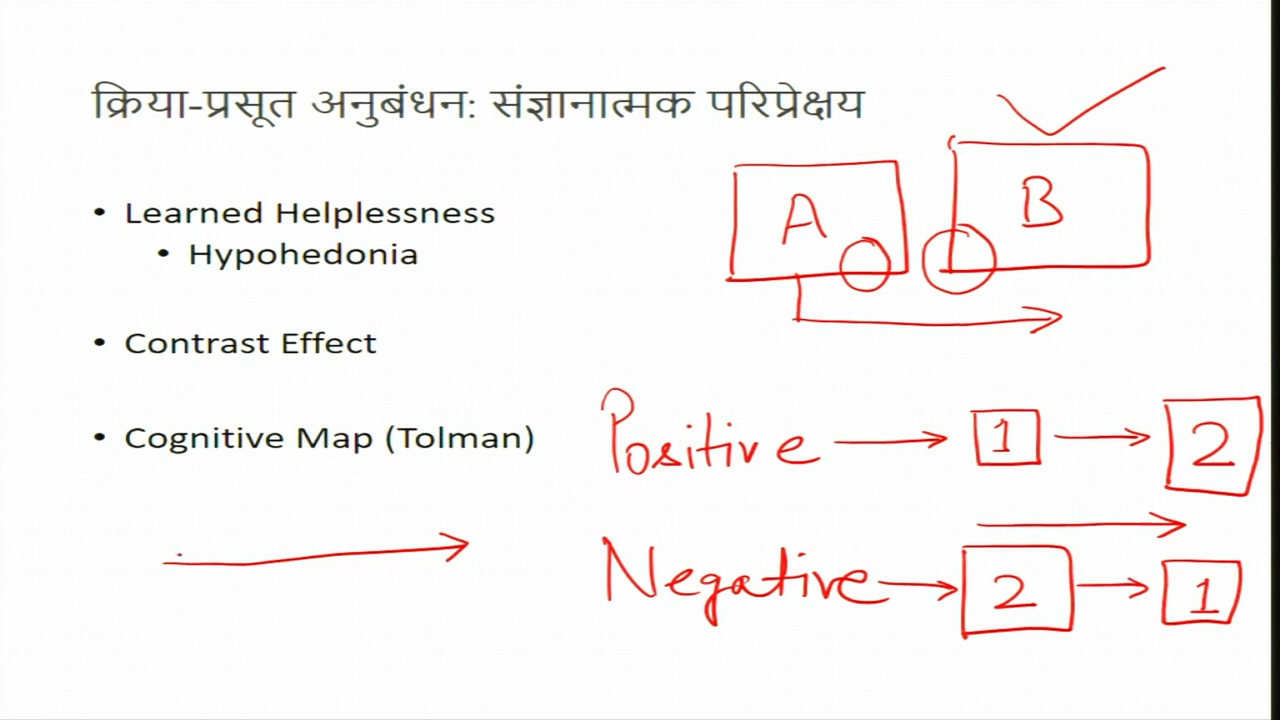 क्रिया-प्रसूत अनुबंधन: संज्ञानात्मक परिप्रेक्षय
• Learned Helplessness
• Hypohedonia
• Contrast Effect
• Cognitive Map (Tolman)
A B
Positive → 1 → 2
Negative → 2 → 1